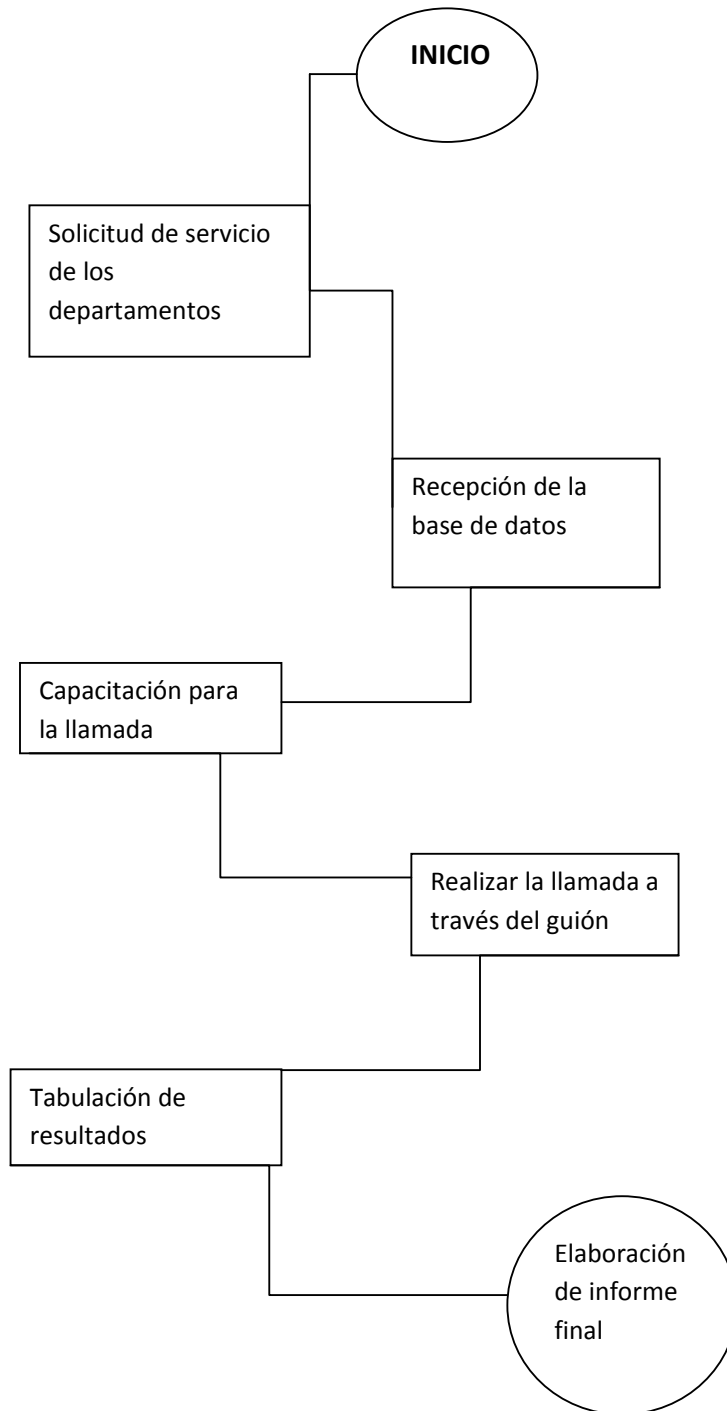 INICIO
Solicitud de servicio
de los
departamentos
Recepción de la
base de datos
Capacitación para
la llamada
Realizar la llamada a
través del guión
Tabulación de
resultados
Elaboración
de informe
final